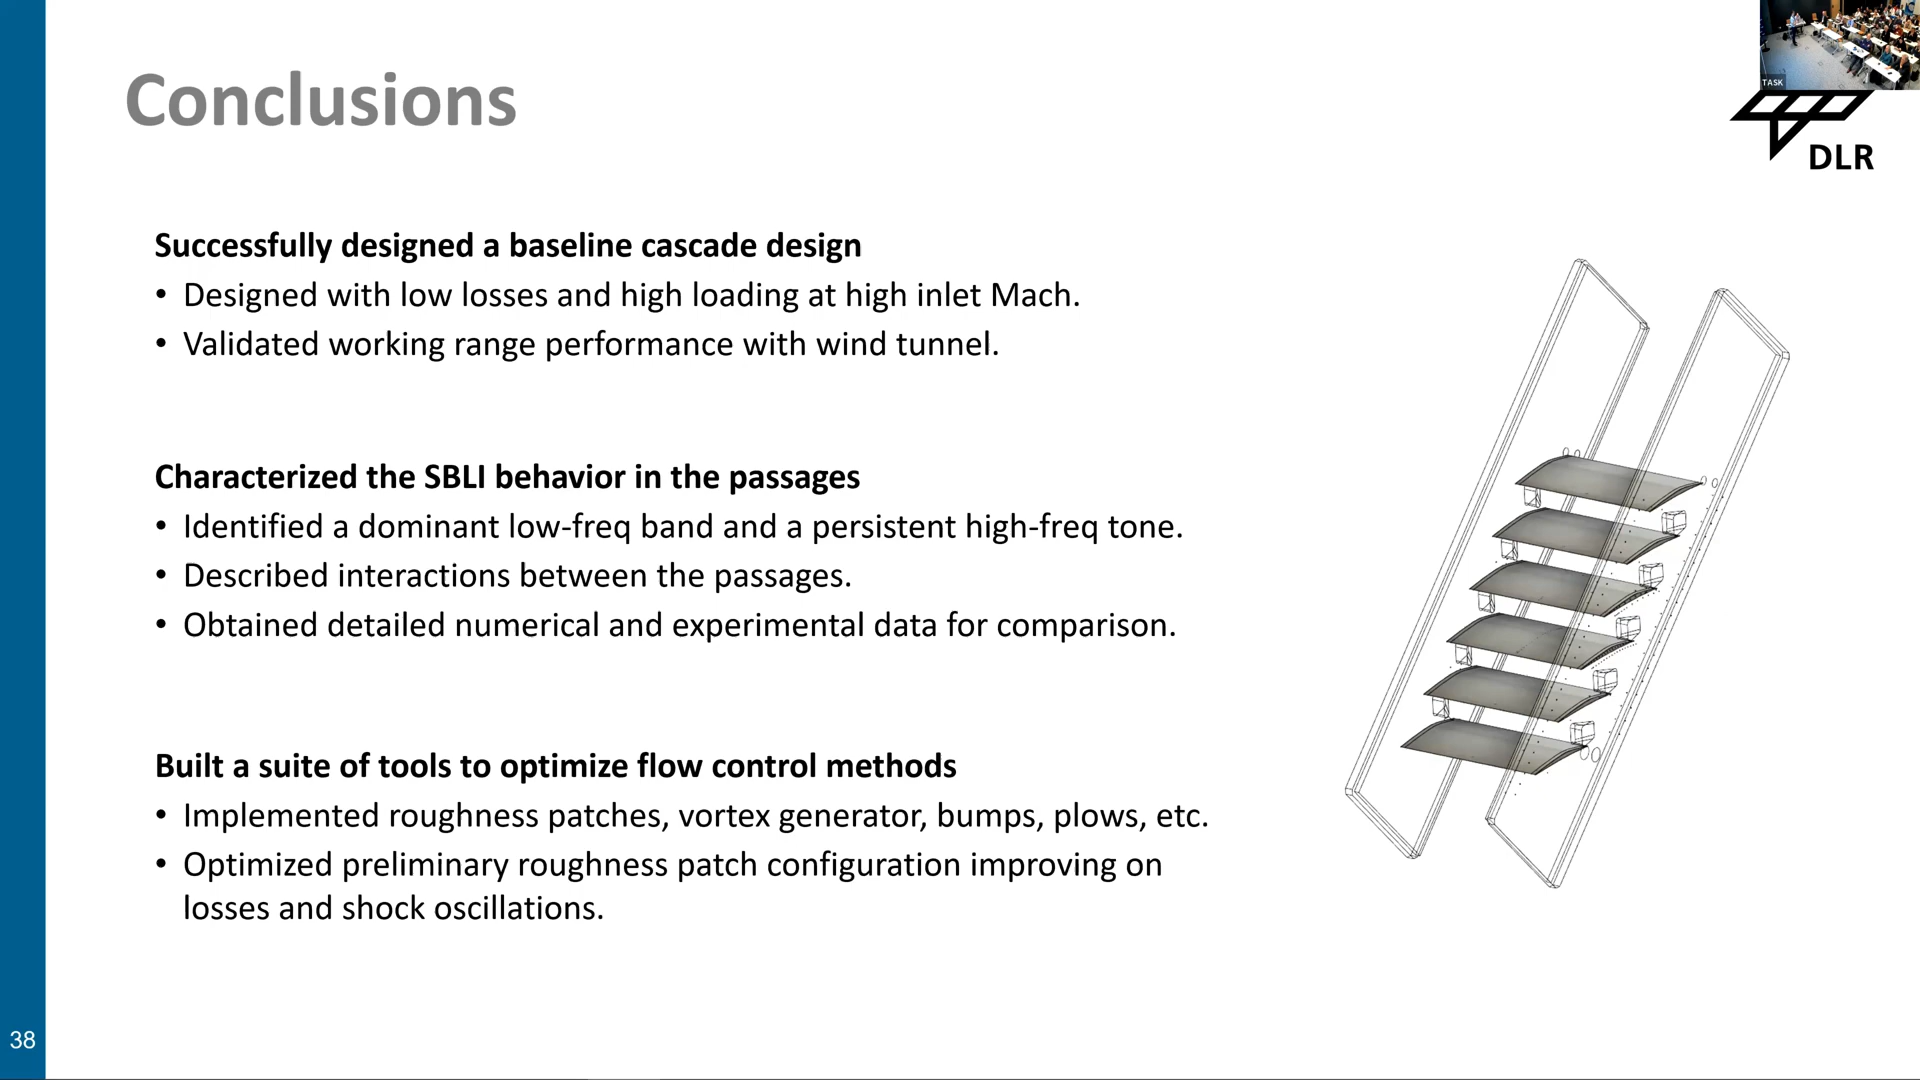 TASK
Conclusions
DLR
Successfully designed a baseline cascade design
• Designed with low losses and high loading at high inlet Mach.
• Validated working range performance with wind tunnel.
Characterized the SBLI behavior in the passages
• Identified a dominant low-freq band and a persistent high-freq tone.
• Described interactions between the passages.
• Obtained detailed numerical and experimental data for comparison.
Built a suite of tools to optimize flow control methods
• Implemented roughness patches, vortex generator, bumps, plows, etc.
• Optimized preliminary roughness patch configuration improving on
losses and shock oscillations.
38